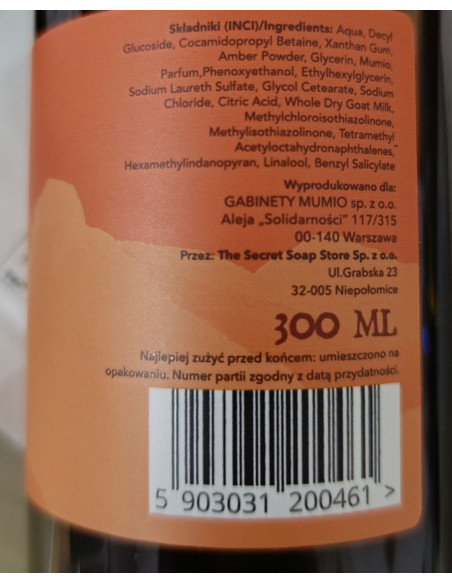 Składniki (INCI)/Ingredients: Aqua, Decyl
Glucoside, Cocamidopropyl Betaine, Xanthan Gum,
Amber Powder, Glycerin, Mumio,
Parfum,Phenoxyethanol, Ethylhexylglycerin,
Sodium Laureth Sulfate, Glycol Cetearate, Sodium
Chloride, Citric Acid, Whole Dry Goat Milk,
Methylchloroisothiazolinone,
Methylisothiazolinone, Tetramethyl
Acetyloctahydronaphthalenes,
Hexamethylindanopyran, Linalool, Benzyl Salicylate
Wyprodukowano dla:
GABINETY MUMIO sp. z o.o.
Aleja „Solidarności" 117/315
00-140 Warszawa
Przez: The Secret Soap Store Sp. z o.o.
Ul.Grabska 23
32-005 Niepołomice
300 ML
Najlepiej zużyć przed końcem: umieszczono na
opakowaniu. Numer partii zgodny z datą przydatności.
5 903031 200461 >